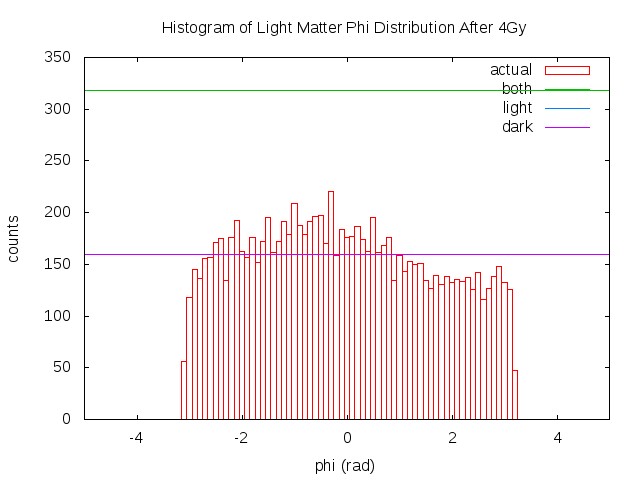 Histogram of Light Matter Phi Distribution After 4Gy
350
300
250
200
150
100
50
0
counts
actual
both
light
dark
-4 -2 0 2 4
phi (rad)